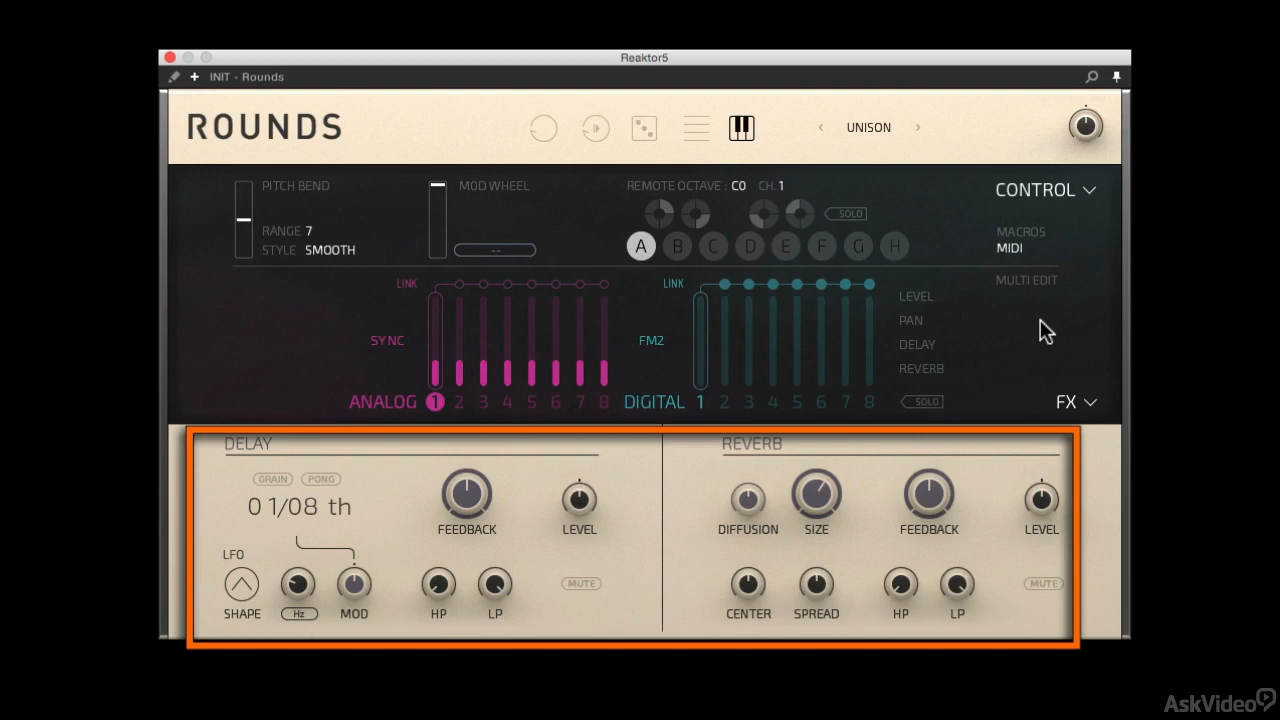 Reaktor5
INIT - Rounds
ROUNDS
UNISON
PITCH BEND
RANGE 7
STYLE SMOOTH
MOD WHEEL
--
REMOTE OCTAVE : C0 CH. 1
SOLO
A B C D E F G H
CONTROL
MACROS
MIDI
MULTI EDIT
LINK
SYNC
ANALOG 1 2 3 4 5 6 7 8
LINK
FM2
DIGITAL 1 2 3 4 5 6 7 8
LEVEL
PAN
DELAY
REVERB
SOLO
FX
DELAY
GRAIN PONG
0 1/08 th
FEEDBACK
LEVEL
LFO
SHAPE
Hz
MOD
HP
LP
MUTE
REVERB
DIFFUSION
SIZE
FEEDBACK
LEVEL
CENTER
SPREAD
HP
LP
MUTE
AskVideo